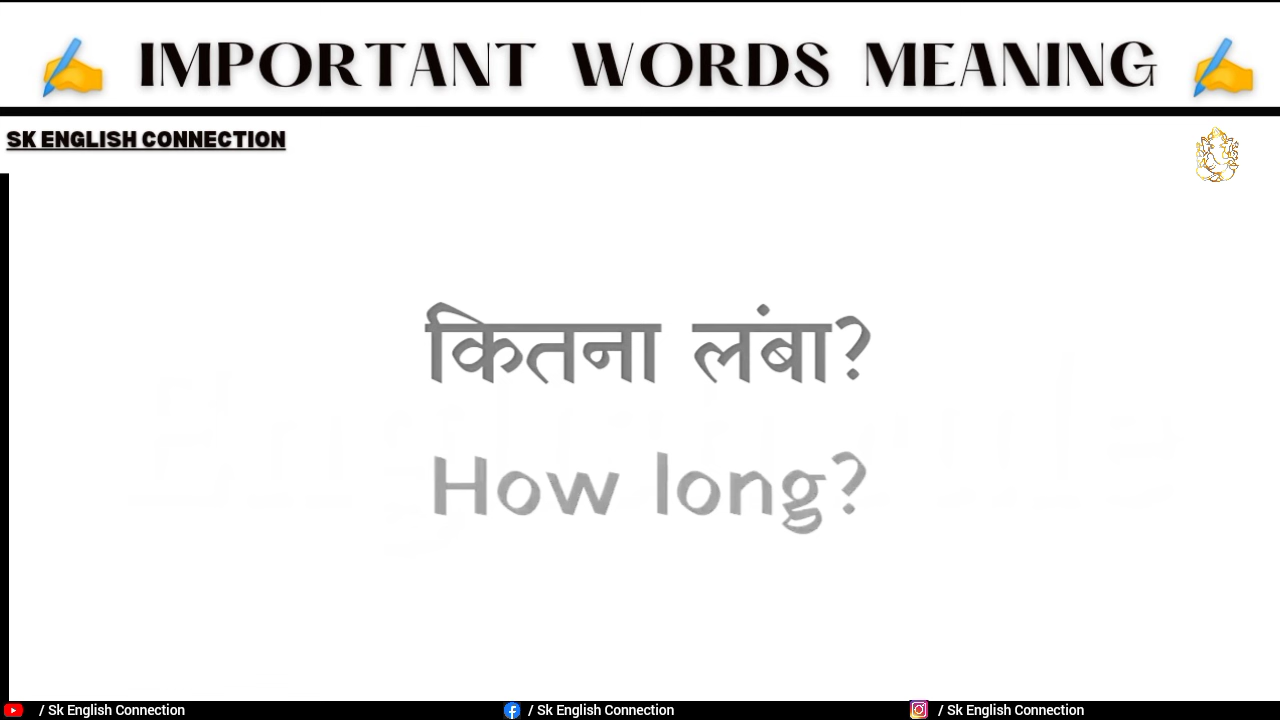 ✍ IMPORTANT WORDS MEANING ✍
SK ENGLISH CONNECTION
कितना लंबा?
How long?
/ Sk English Connection
/ Sk English Connection
/ Sk English Connection